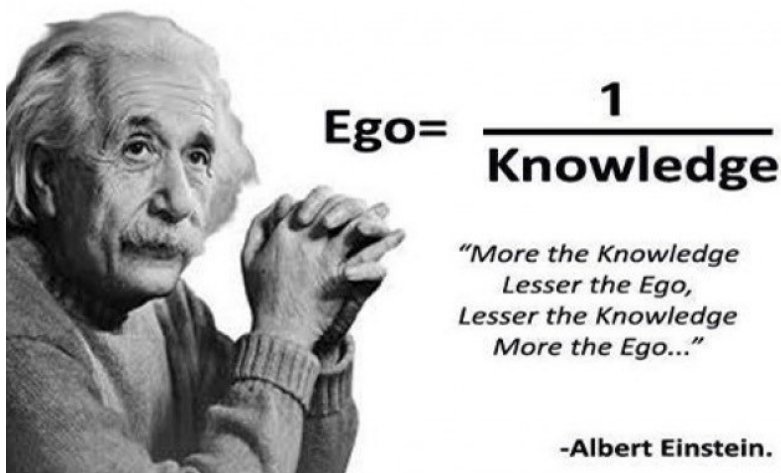 Ego=
1
Knowledge
“More the Knowledge
Lesser the Ego,
Lesser the Knowledge
More the Ego...”
-Albert Einstein.